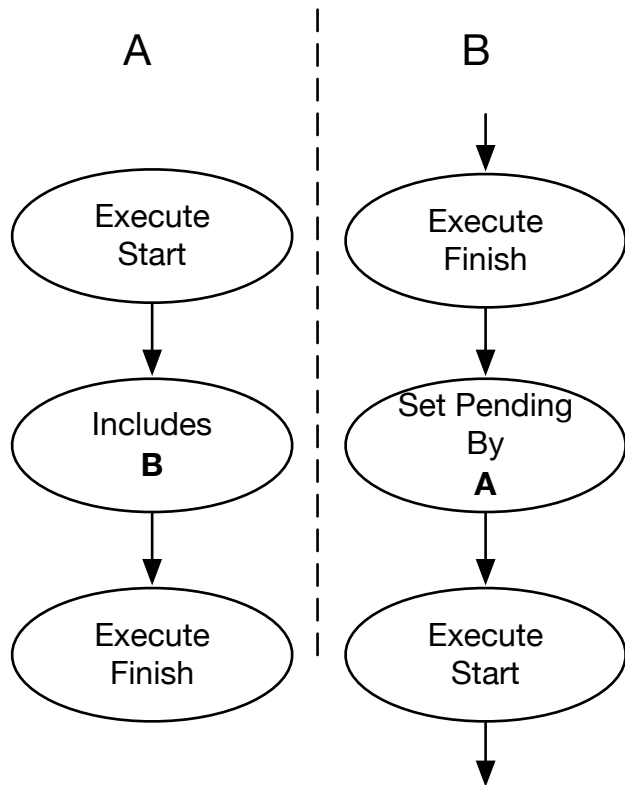 A
Execute
Start
Includes
B
Execute
Finish
B
Execute
Finish
Set Pending
By
A
Execute
Start